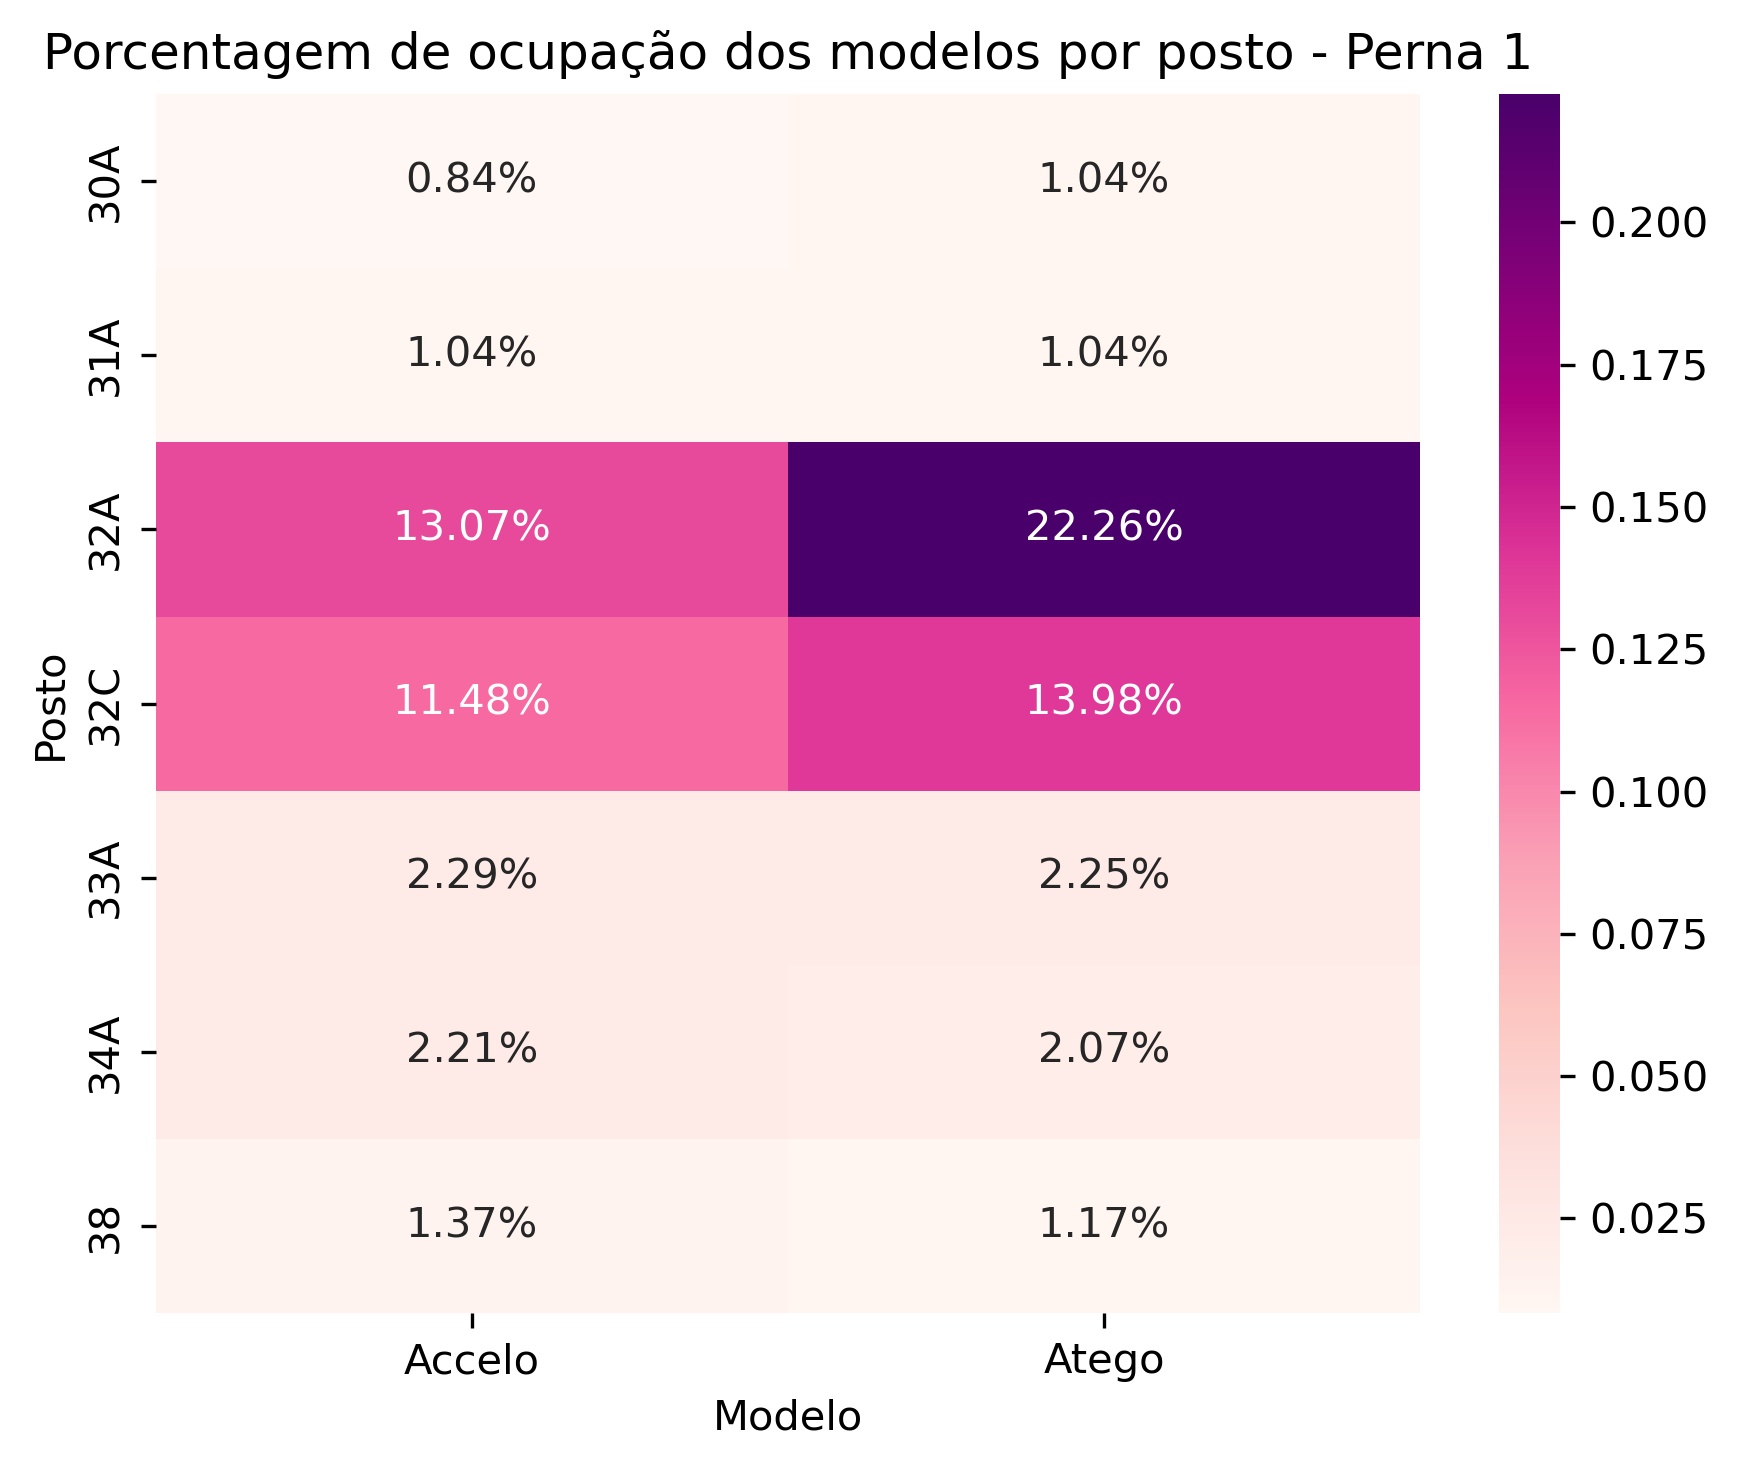 Porcentagem de ocupação dos modelos por posto - Perna 1
30A 0.84% 1.04%
31A 1.04% 1.04%
32A 13.07% 22.26%
32C 11.48% 13.98%
33A 2.29% 2.25%
34A 2.21% 2.07%
38 1.37% 1.17%
Posto
Accelo Atego
Modelo
0.200
0.175
0.150
0.125
0.100
0.075
0.050
0.025